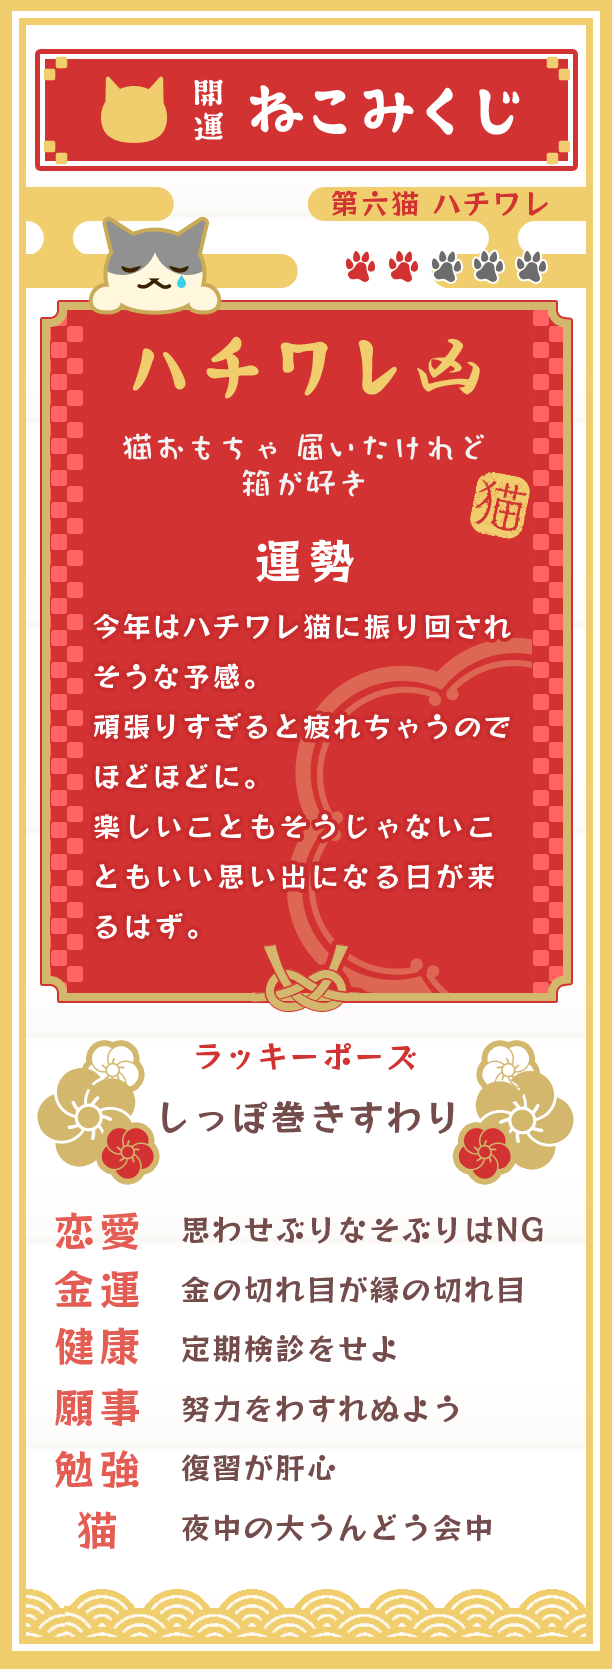 開運 ねこみくじ
第六猫 ハチワレ
ハチワレ凶
猫おもちゃ 届いたけれど
箱が好き
猫
運勢
今年はハチワレ猫に振り回され
そうな予感。
頑張りすぎると疲れちゃうので
ほどほどに。
楽しいこともそうじゃないこ
ともいい思い出になる日が来
るはず。
ラッキーポーズ
しっぽ巻きすわり
恋愛 思わせぶりなそぶりはNG
金運 金の切れ目が縁の切れ目
健康 定期検診をせよ
願事 努力をわすれぬよう
勉強 復習が肝心
猫 夜中の大うんどう会中